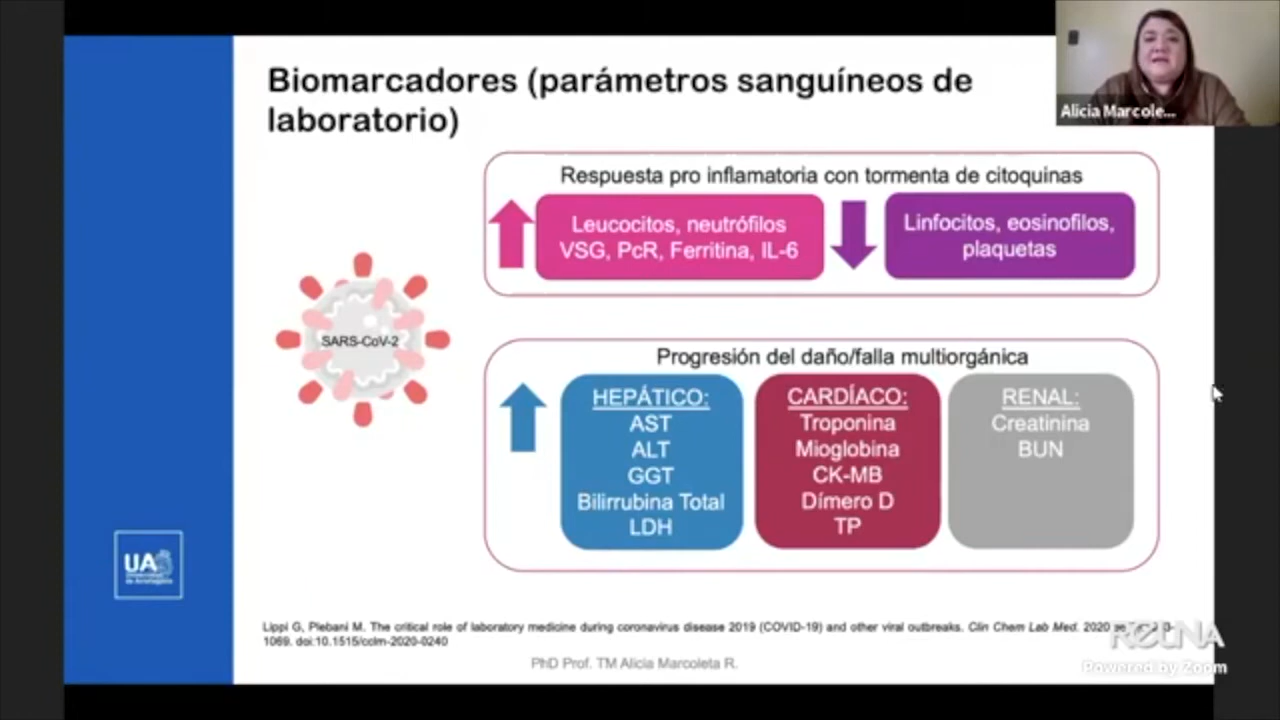 Biomarcadores (parámetros sanguíneos de
laboratorio)
Alicia Marcole...
Respuesta pro inflamatoria con tormenta de citoquinas
Leucocitos, neutrófilos
VSG, PcR, Ferritina, IL-6
Linfocitos, eosinofilos,
plaquetas
SARS-CoV-2
Progresión del daño/falla multiorgánica
HEPÁTICO:
AST
ALT
GGT
Bilirrubina Total
LDH
CARDÍACO:
Troponina
Mioglobina
CK-MB
Dímero D
TP
RENAL:
Creatinina
BUN
UA
Universidad
de Antofagasta
Lippi G, Plebani M. The critical role of laboratory medicine during coronavirus disease 2019 (COVID-19) and other viral outbreaks. Clin Chem Lab Med. 2020
1069. doi:10.1515/cclm-2020-0240
PhD Prof. TM Alicia Marcoleta R.
REUNA
Powered by Zoom